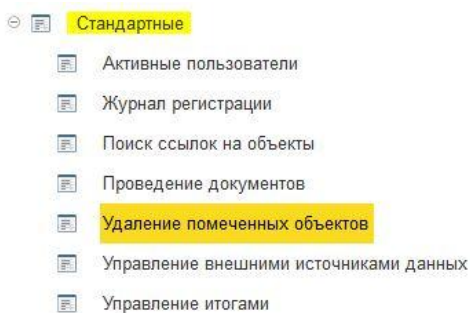 Стандартные
Активные пользователи
Журнал регистрации
Поиск ссылок на объекты
Проведение документов
Удаление помеченных объектов
Управление внешними источниками данных
Управление итогами